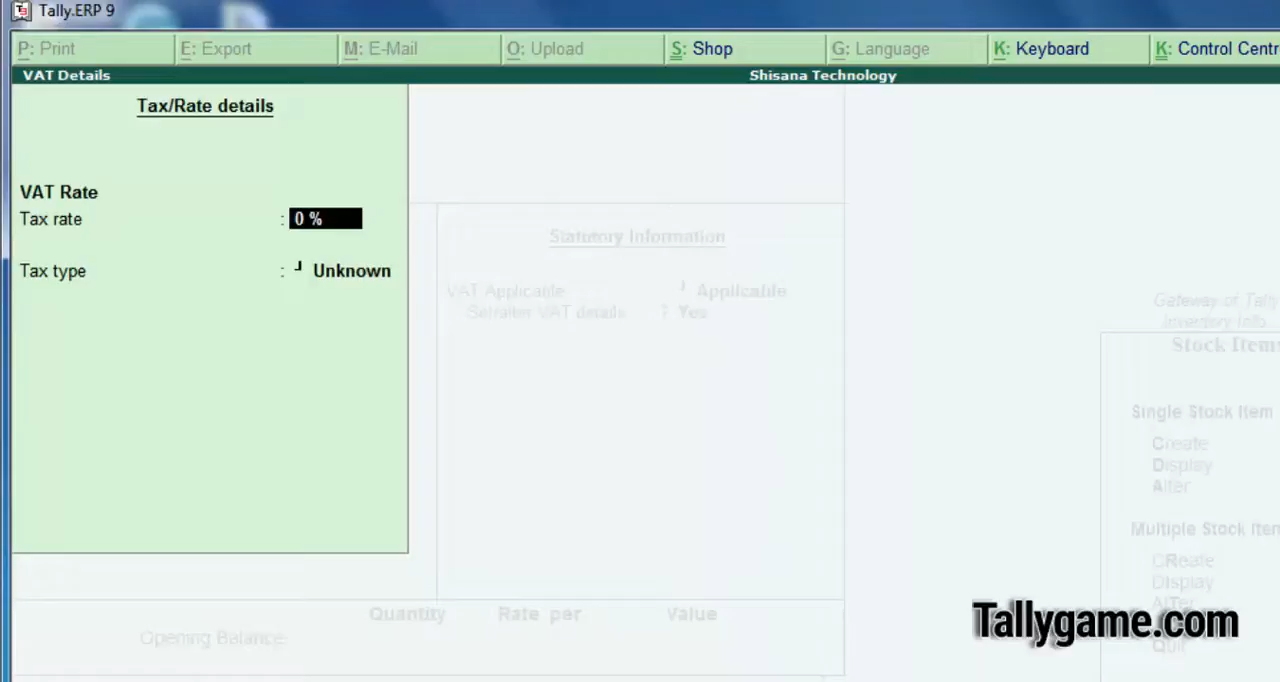 Tally.ERP 9
P: Print E: Export M: E-Mail O: Upload S: Shop G: Language K: Keyboard K: Control Centr
VAT Details Shisana Technology
Tax/Rate details
VAT Rate
Tax rate : 0 %
Tax type : ┘ Unknown
Statutory Information
VAT Applicable ┘ Applicable
Set/alter VAT details ? Yes
Gateway of Tally
Inventory Info...
Stock Items
Single Stock Item
Create
Display
Alter
Multiple Stock Item
CReate
DIsplay
AlTer
Quit
Quantity Rate per Value
Opening Balance :
Tallygame.com